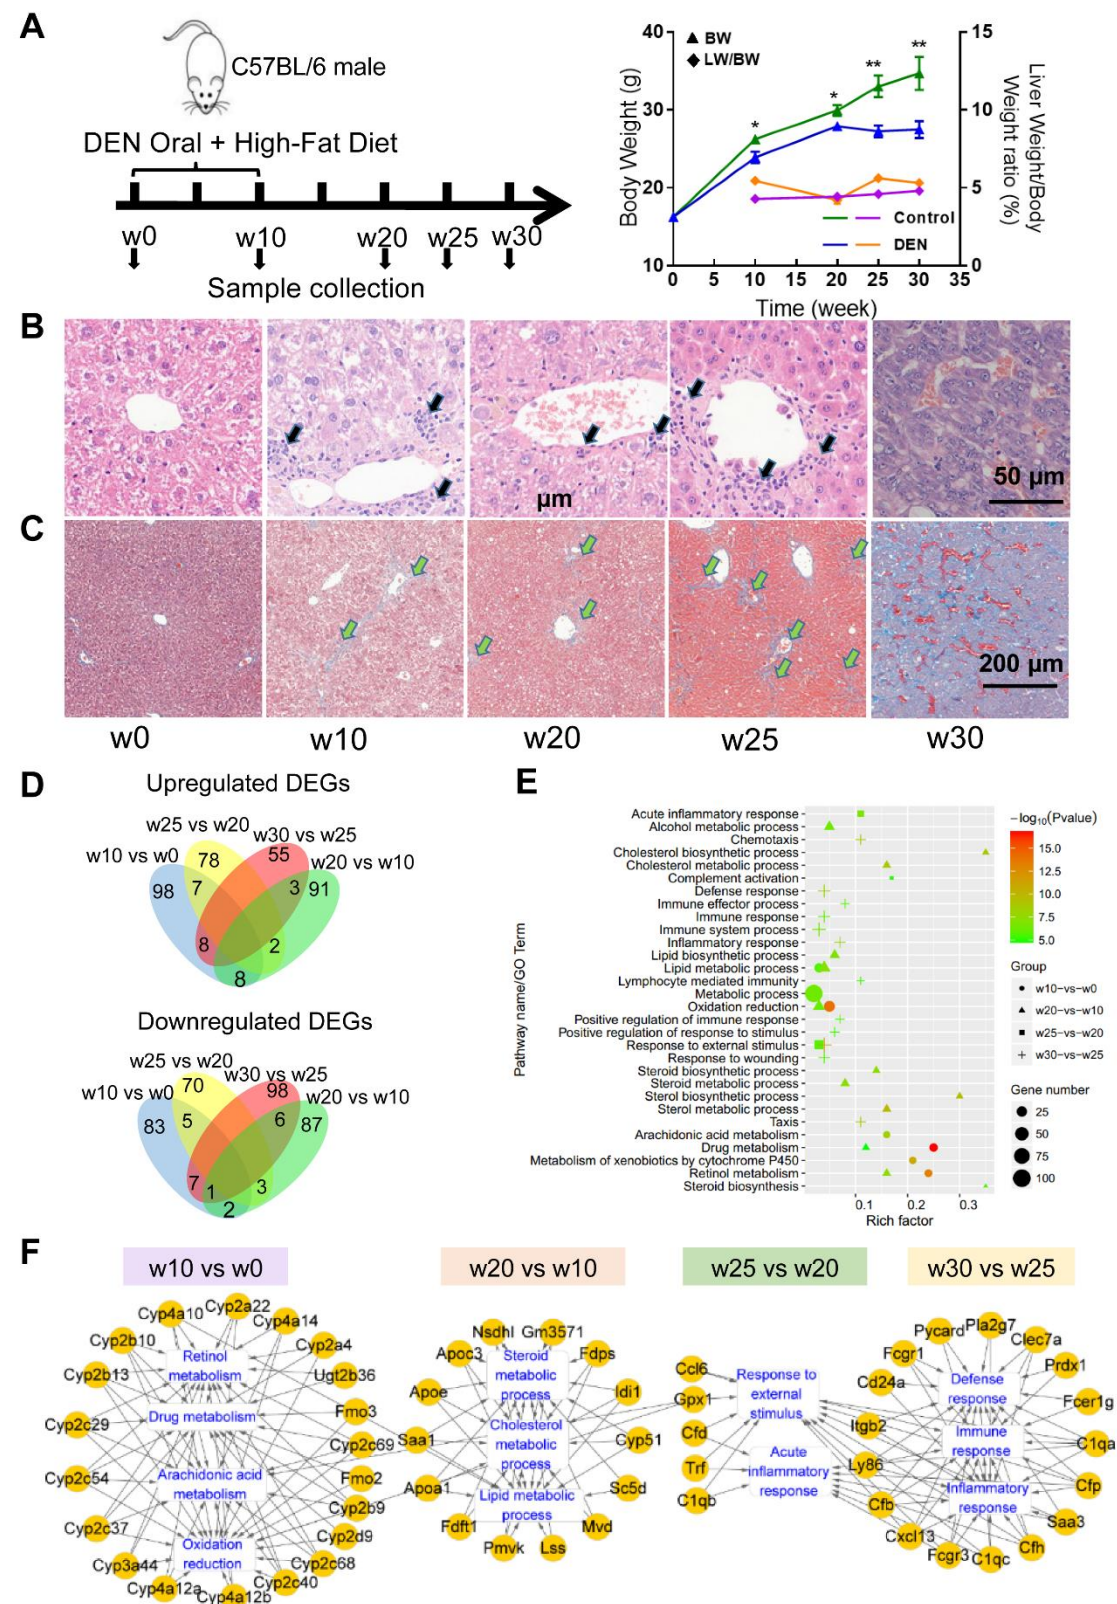 A
C57BL/6 male
DEN Oral + High-Fat Diet
w0
w10
w20
w25
w30
Sample collection
40
30
20
10
Body Weight (g)
BW
LW/BW
*
*
**
**
15
10
5
0
Liver Weight/Body
Weight ratio (%)
Control
DEN
0
5
10
15
20
25
30
35
Time (week)
B
µm
50 µm
C
200 µm
w0
w10
w20
w25
w30
D
Upregulated DEGs
w25 vs w20
w30 vs w25
w10 vs w0
w20 vs w10
78
55
98
7
3
91
8
2
8
Downregulated DEGs
w25 vs w20
w30 vs w25
w10 vs w0
w20 vs w10
70
98
83
5
6
87
7
1
3
2
E
Pathway name/GO Term
Acute inflammatory response
Alcohol metabolic process
Chemotaxis
Cholesterol biosynthetic process
Cholesterol metabolic process
Complement activation
Defense response
Immune effector process
Immune response
Immune system process
Inflammatory response
Lipid biosynthetic process
Lipid metabolic process
Lymphocyte mediated immunity
Metabolic process
Oxidation reduction
Positive regulation of immune response
Positive regulation of response to stimulus
Response to external stimulus
Response to wounding
Steroid biosynthetic process
Steroid metabolic process
Sterol biosynthetic process
Sterol metabolic process
Taxis
Arachidonic acid metabolism
Drug metabolism
Metabolism of xenobiotics by cytochrome P450
Retinol metabolism
Steroid biosynthesis
0.1
0.2
0.3
Rich factor
−log10(Pvalue)
15.0
12.5
10.0
7.5
5.0
Group
w10−vs−w0
w20−vs−w10
w25−vs−w20
w30−vs−w25
Gene number
25
50
75
100
F
w10 vs w0
Cyp2a22
Cyp4a10
Cyp4a14
Cyp2b10
Cyp2a4
Cyp2b13
Ugt2b36
Cyp2c29
Fmo3
Cyp2c69
Cyp2c54
Fmo2
Cyp2b9
Cyp2c37
Cyp2d9
Cyp3a44
Cyp2c68
Cyp4a12a
Cyp2c40
Cyp4a12b
Retinol
metabolism
Drug metabolism
Arachidonic acid
metabolism
Oxidation
reduction
w20 vs w10
Nsdhl
Gm3571
Apoc3
Fdps
Apoe
Idi1
Saa1
Cyp51
Apoa1
Sc5d
Fdft1
Mvd
Pmvk
Lss
Steroid
metabolic
process
Cholesterol
metabolic
process
Lipid metabolic
process
w25 vs w20
Ccl6
Gpx1
Cfd
Trf
C1qb
Response to
external
stimulus
Acute
inflammatory
response
w30 vs w25
Pycard
Pla2g7
Clec7a
Fcgr1
Prdx1
Cd24a
Fcer1g
Itgb2
C1qa
Ly86
Cfp
Cfb
Saa3
Cxcl13
Cfh
Fcgr3
C1qc
Defense
response
Immune
response
Inflammatory
response